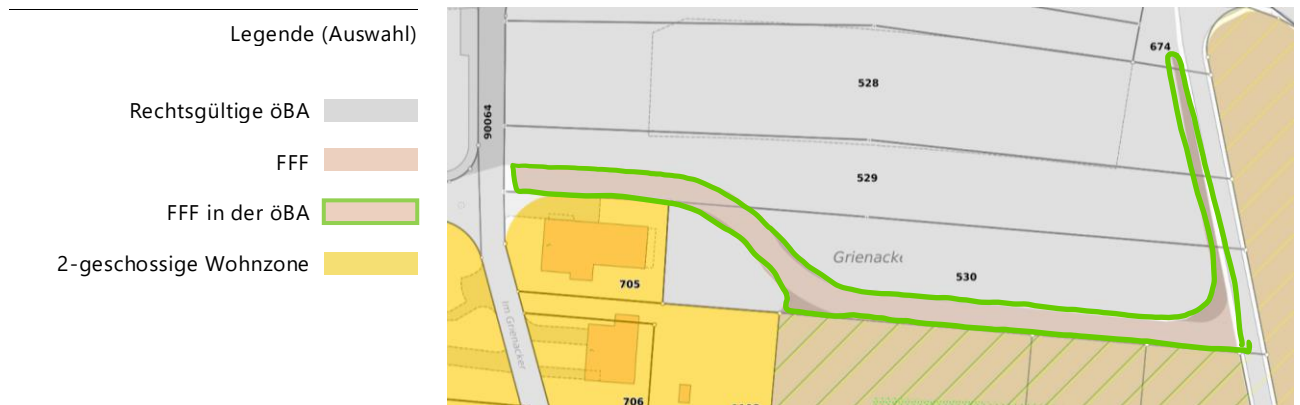 Legende (Auswahl)
Rechtsgültige öBA
FFF
FFF in der öBA
2-geschossige Wohnzone
674
528
90064
529
Grienacke
530
705
Im Grienacker
706